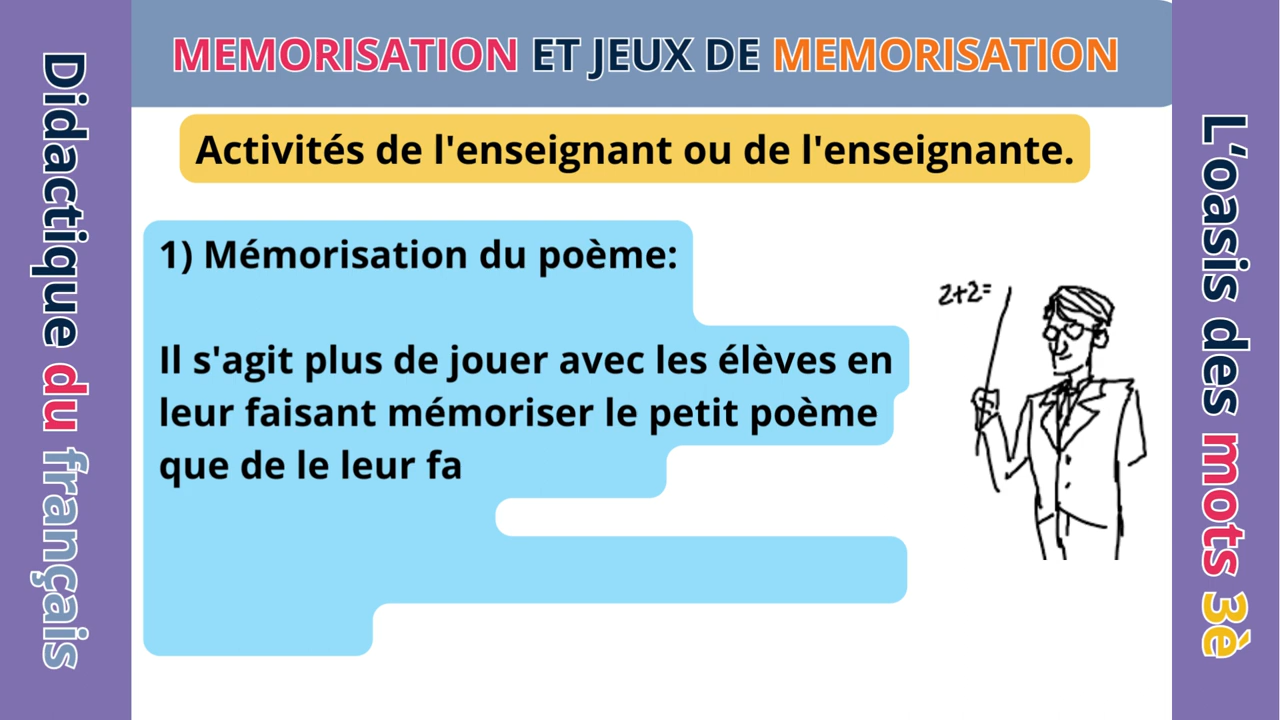 MEMORISATION ET JEUX DE MEMORISATION
Activités de l'enseignant ou de l'enseignante.
1) Mémorisation du poème:
Il s'agit plus de jouer avec les élèves en
leur faisant mémoriser le petit poème
que de le leur fa
2+2=
Didactique du français
L'oasis des mots 3è